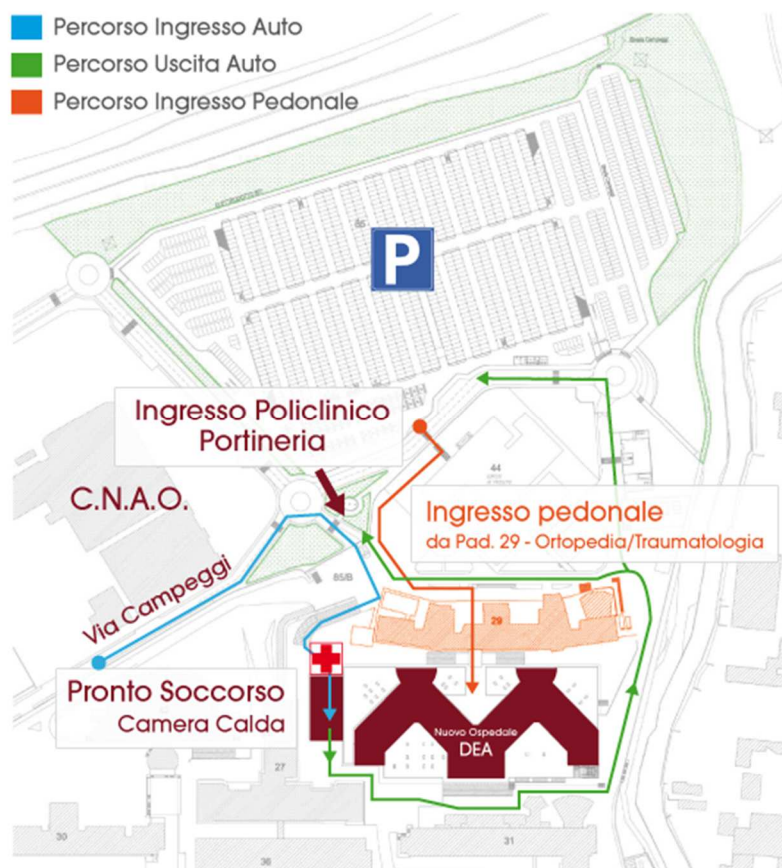 Percorso Ingresso Auto
Percorso Uscita Auto
Percorso Ingresso Pedonale
86
P
Ingresso Policlinico
Portineria
C.N.A.O.
44
Ingresso pedonale
da Pad. 29 - Ortopedia/Traumatologia
Via Campeggi
85/B
29
Pronto Soccorso
Camera Calda
Nuovo Ospedale
DEA
27
30
36
31